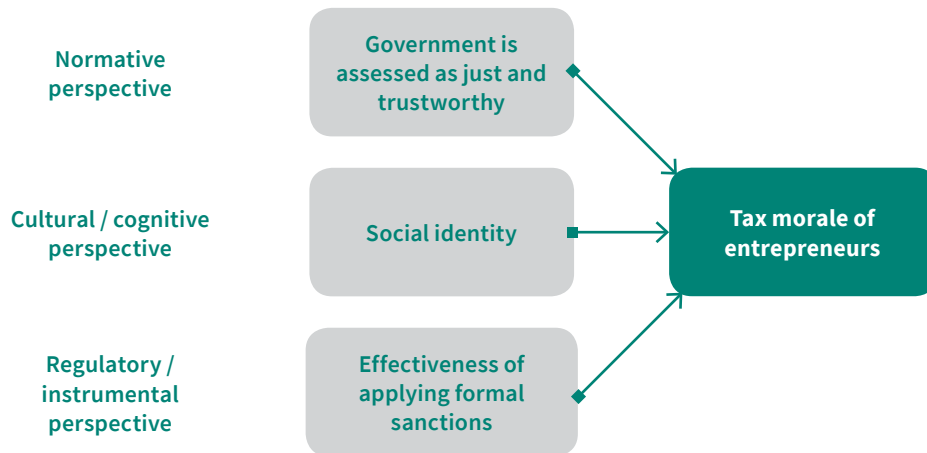 Normative
perspective
Government is
assessed as just and
trustworthy
Cultural / cognitive
perspective
Social identity
Tax morale of
entrepreneurs
Regulatory /
instrumental
perspective
Effectiveness of
applying formal
sanctions